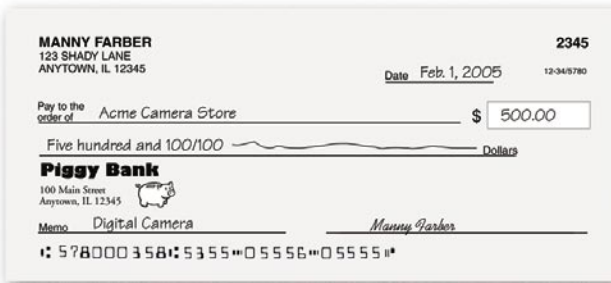 MANNY FARBER 2345
123 SHADY LANE
ANYTOWN, IL 12345
Date Feb. 1, 2005 12-34/5780
Pay to the
order of Acme Camera Store $ 500.00
Five hundred and 100/100 Dollars
Piggy Bank
100 Main Street
Anytown, IL 12345
Memo Digital Camera Manny Farber
⑆578000358⑆5355⑈05556⑈05555⑈